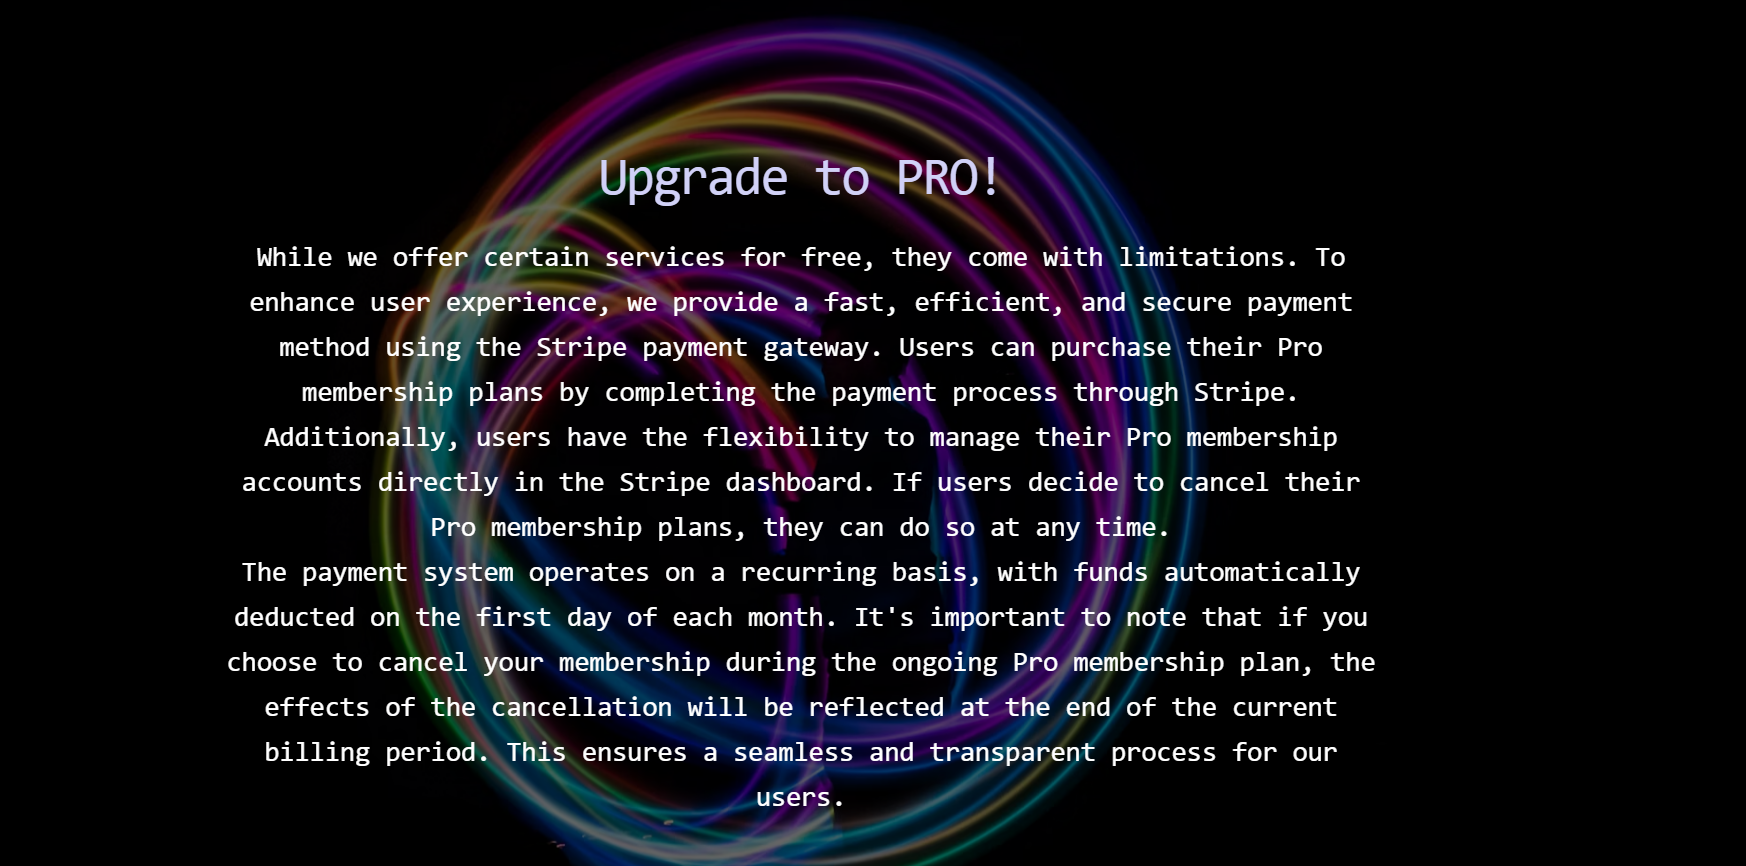 Upgrade to PRO!
While we offer certain services for free, they come with limitations. To
enhance user experience, we provide a fast, efficient, and secure payment
method using the Stripe payment gateway. Users can purchase their Pro
membership plans by completing the payment process through Stripe.
Additionally, users have the flexibility to manage their Pro membership
accounts directly in the Stripe dashboard. If users decide to cancel their
Pro membership plans, they can do so at any time.
The payment system operates on a recurring basis, with funds automatically
deducted on the first day of each month. It's important to note that if you
choose to cancel your membership during the ongoing Pro membership plan, the
effects of the cancellation will be reflected at the end of the current
billing period. This ensures a seamless and transparent process for our
users.